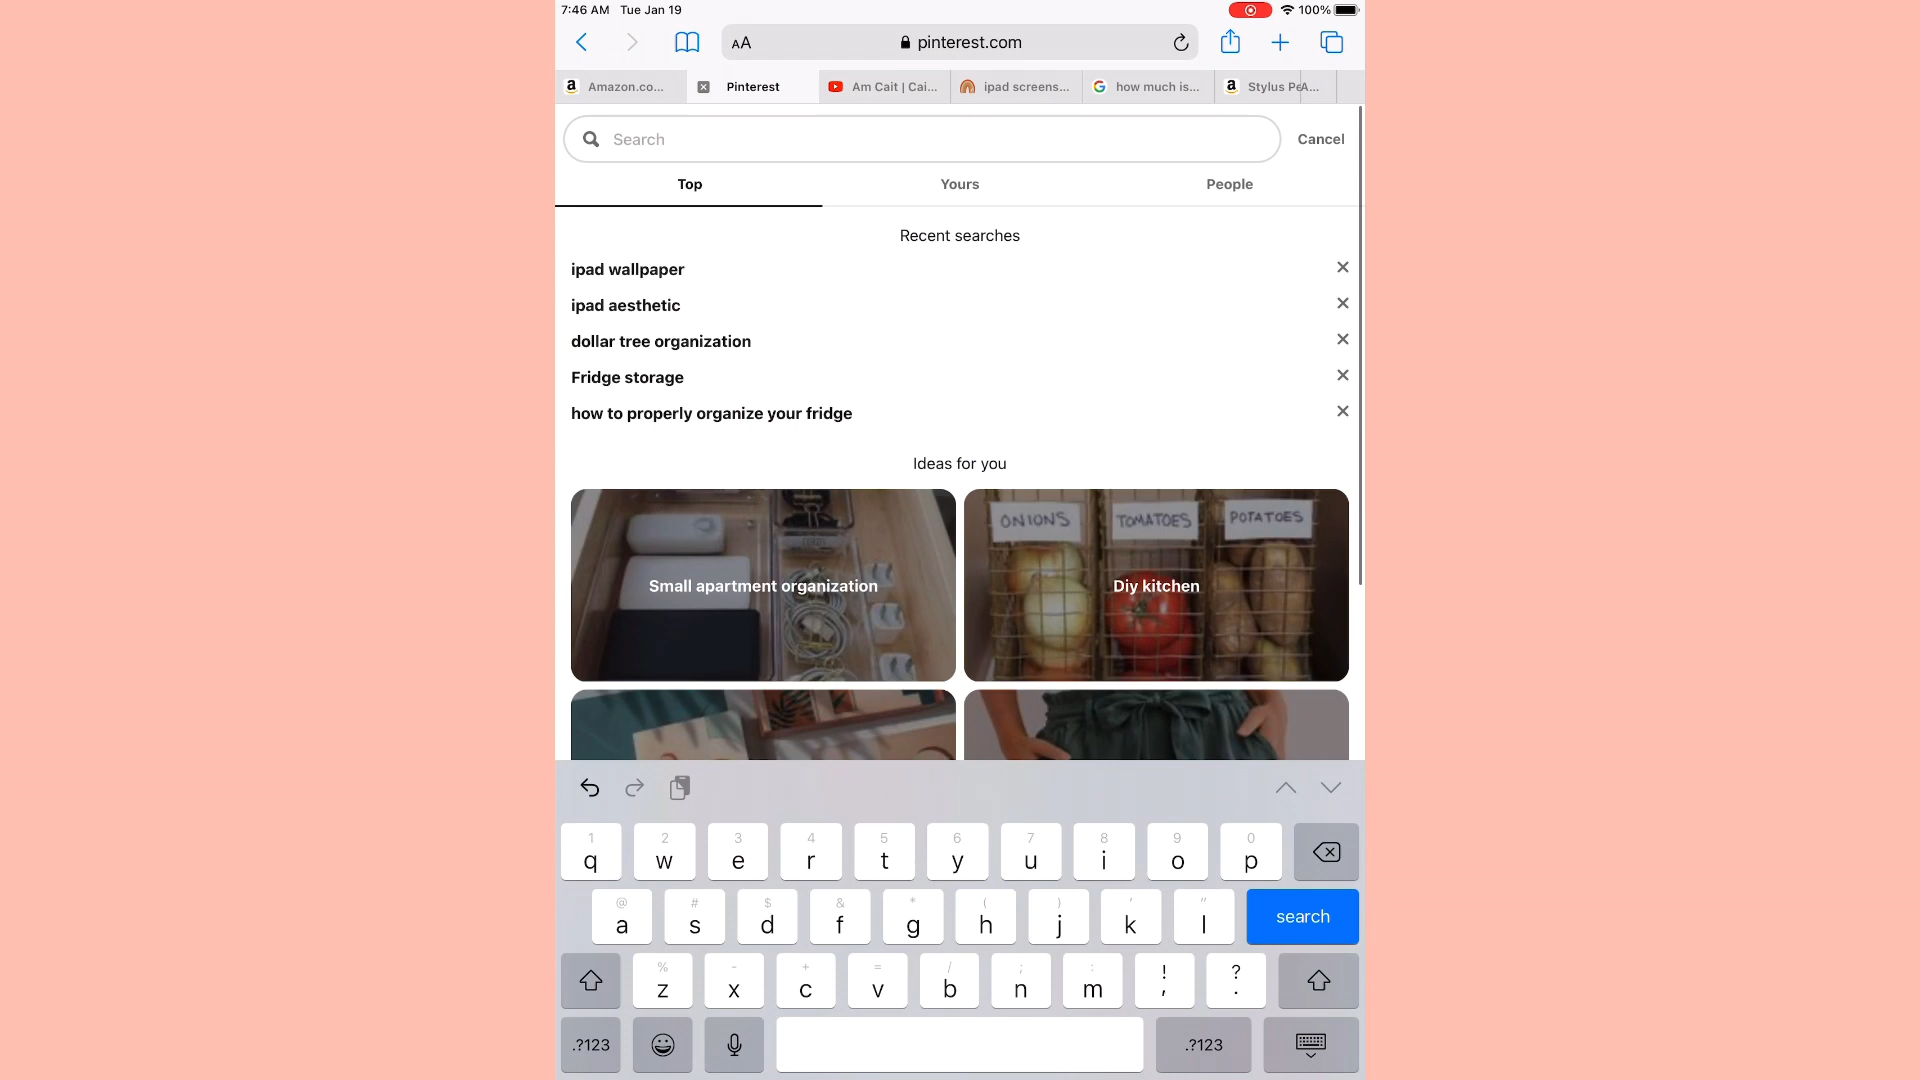 7:46 AM Tue Jan 19
100%
AA
pinterest.com
Amazon.co...
Pinterest
Am Cait | Cai...
ipad screens...
how much is...
Stylus Pe
A...
Search
Cancel
Top
Yours
People
Recent searches
ipad wallpaper
ipad aesthetic
dollar tree organization
Fridge storage
how to properly organize your fridge
Ideas for you
ONIONS
TOMATOES
POTATOES
Small apartment organization
Diy kitchen
1 2 3 4 5 6 7 8 9 0
q w e r t y u i o p
@ # $ & * ( ) ' "
a s d f g h j k l
search
% - + = / ; : ! ?
z x c v b n m , .
.?123
.?123